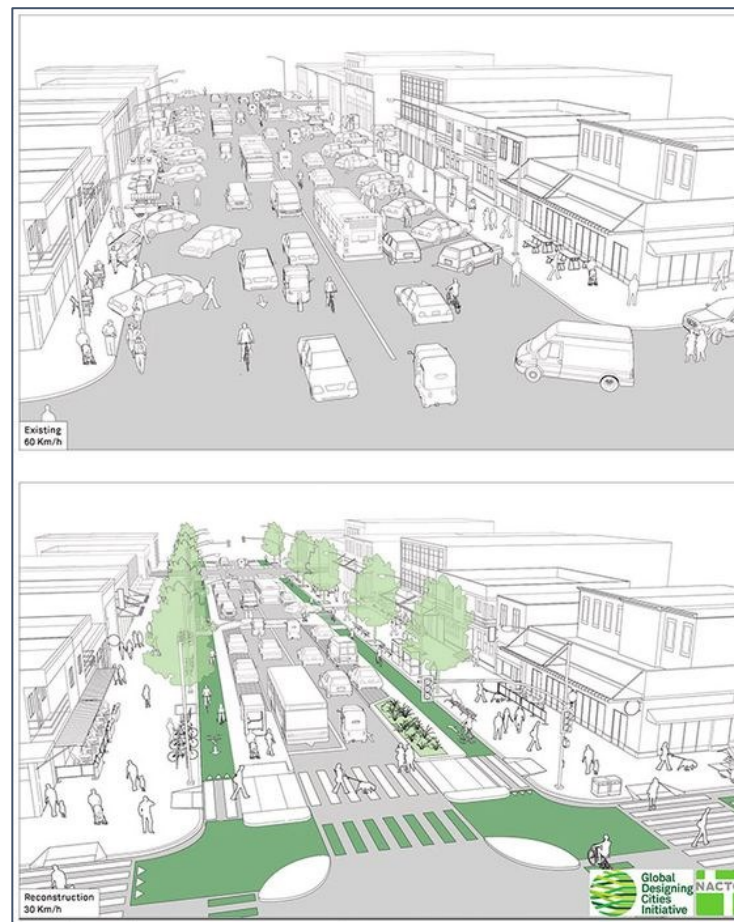 Existing
60 Km/h
Reconstruction
30 Km/h
Global
Designing
Cities
Initiative
NACTO